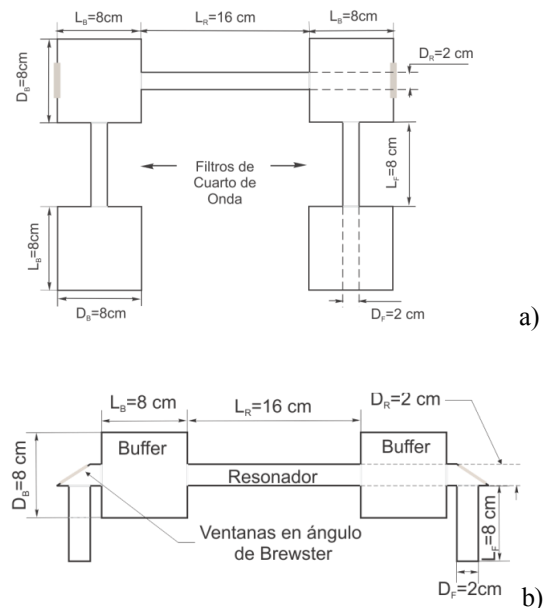 L_B=8cm L_R=16 cm L_B=8cm
D_B=8cm
D_R=2 cm
Filtros de
Cuarto de
Onda
L_F=8 cm
L_B=8cm
D_B=8cm
D_F=2 cm
a)
L_B=8 cm L_R=16 cm D_R=2 cm
D_B=8 cm
Buffer Buffer
Resonador
Ventanas en ángulo
de Brewster
L_F=8 cm
D_F=2cm
b)